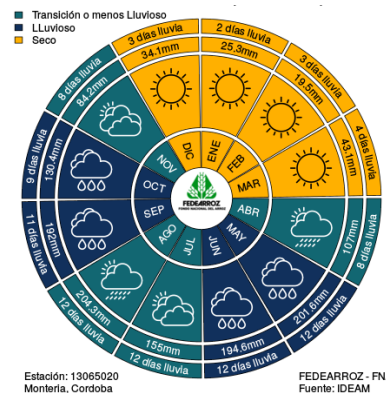 Transición o menos Lluvioso
LLuvioso
Seco
2 días lluvia
25.3mm
ENE
3 días lluvia
19.5mm
FEB
4 días lluvia
43.1mm
MAR
8 días lluvia
107mm
ABR
12 días lluvia
201.6mm
MAY
12 días lluvia
194.6mm
JUN
12 días lluvia
155mm
JUL
12 días lluvia
204.3mm
AGO
11 días lluvia
192mm
SEP
9 días lluvia
130.4mm
OCT
8 días lluvia
84.2mm
NOV
3 días lluvia
34.1mm
DIC
FEDEARROZ
FONDO NACIONAL DEL ARROZ
Estación: 13065020
Monteria, Cordoba
FEDEARROZ - FN
Fuente: IDEAM